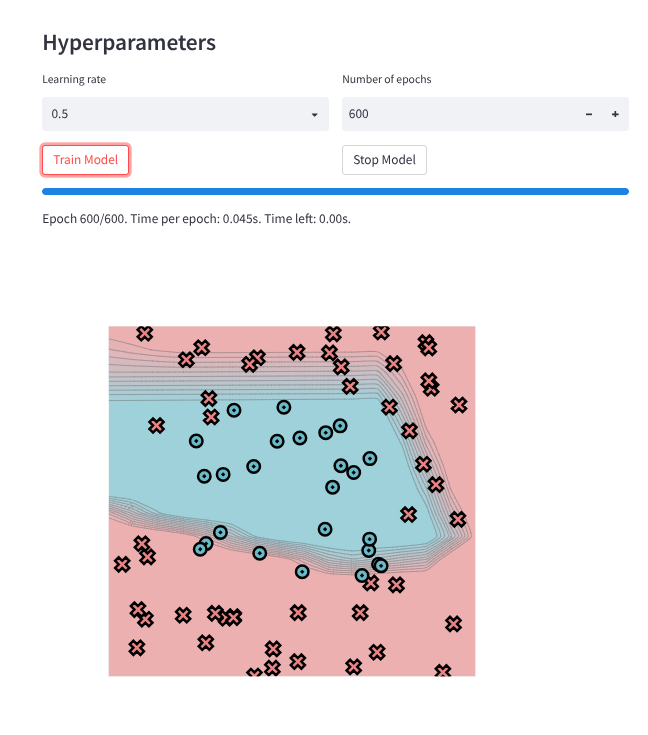 Hyperparameters
Learning rate
Number of epochs
0.5
600
− +
Train Model
Stop Model
Epoch 600/600. Time per epoch: 0.045s. Time left: 0.00s.